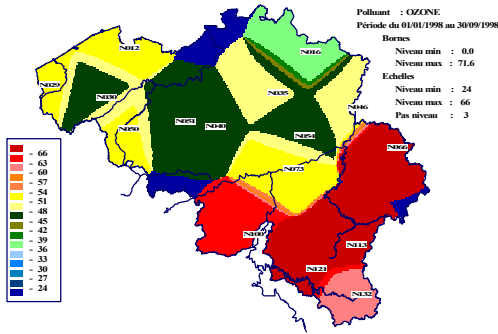 Polluant : OZONE
Période du 01/01/1998 au 30/09/1998
Bornes
Niveau min : 0.0
Niveau max : 71.6
Echelles
Niveau min : 24
Niveau max : 66
Pas niveau : 3
N012
N016
N029
N030
N035
N046
N050
N051
N040
N054
N066
N073
N100
N113
N121
N132
- 66
- 63
- 60
- 57
- 54
- 51
- 48
- 45
- 42
- 39
- 36
- 33
- 30
- 27
- 24